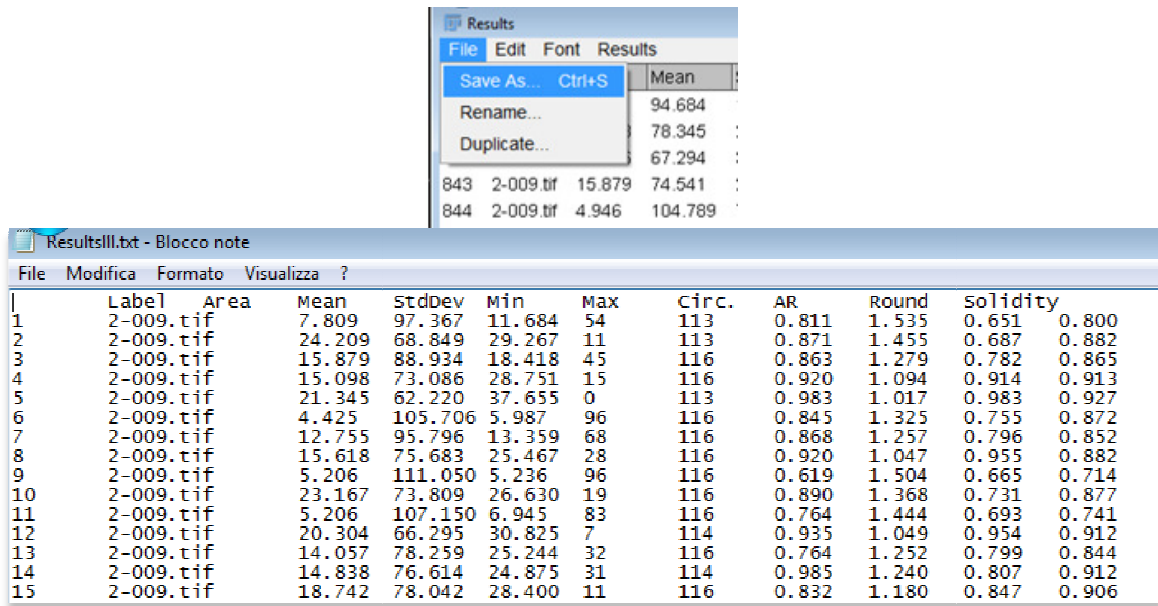 Results
File Edit Font Results
Save As... Ctrl+S Mean
94.684
Rename...
78.345
Duplicate...
67.294
843 2-009.tif 15.879 74.541
844 2-009.tif 4.946 104.789
ResultsIII.txt - Blocco note
File Modifica Formato Visualizza ?
Label Area Mean StdDev Min Max Circ. AR Round Solidity
1 2-009.tif 7.809 97.367 11.684 54 113 0.811 1.535 0.651 0.800
2 2-009.tif 24.209 68.849 29.267 11 113 0.871 1.455 0.687 0.882
3 2-009.tif 15.879 88.934 18.418 45 116 0.863 1.279 0.782 0.865
4 2-009.tif 15.098 73.086 28.751 15 116 0.920 1.094 0.914 0.913
5 2-009.tif 21.345 62.220 37.655 0 113 0.983 1.017 0.983 0.927
6 2-009.tif 4.425 105.706 5.987 96 116 0.845 1.325 0.755 0.872
7 2-009.tif 12.755 95.796 13.359 68 116 0.868 1.257 0.796 0.852
8 2-009.tif 15.618 75.683 25.467 28 116 0.920 1.047 0.955 0.882
9 2-009.tif 5.206 111.050 5.236 96 116 0.619 1.504 0.665 0.714
10 2-009.tif 23.167 73.809 26.630 19 116 0.890 1.368 0.731 0.877
11 2-009.tif 5.206 107.150 6.945 83 116 0.764 1.444 0.693 0.741
12 2-009.tif 20.304 66.295 30.825 7 114 0.935 1.049 0.954 0.912
13 2-009.tif 14.057 78.259 25.244 32 116 0.764 1.252 0.799 0.844
14 2-009.tif 14.838 76.614 24.875 31 114 0.985 1.240 0.807 0.912
15 2-009.tif 18.742 78.042 28.400 11 116 0.832 1.180 0.847 0.906